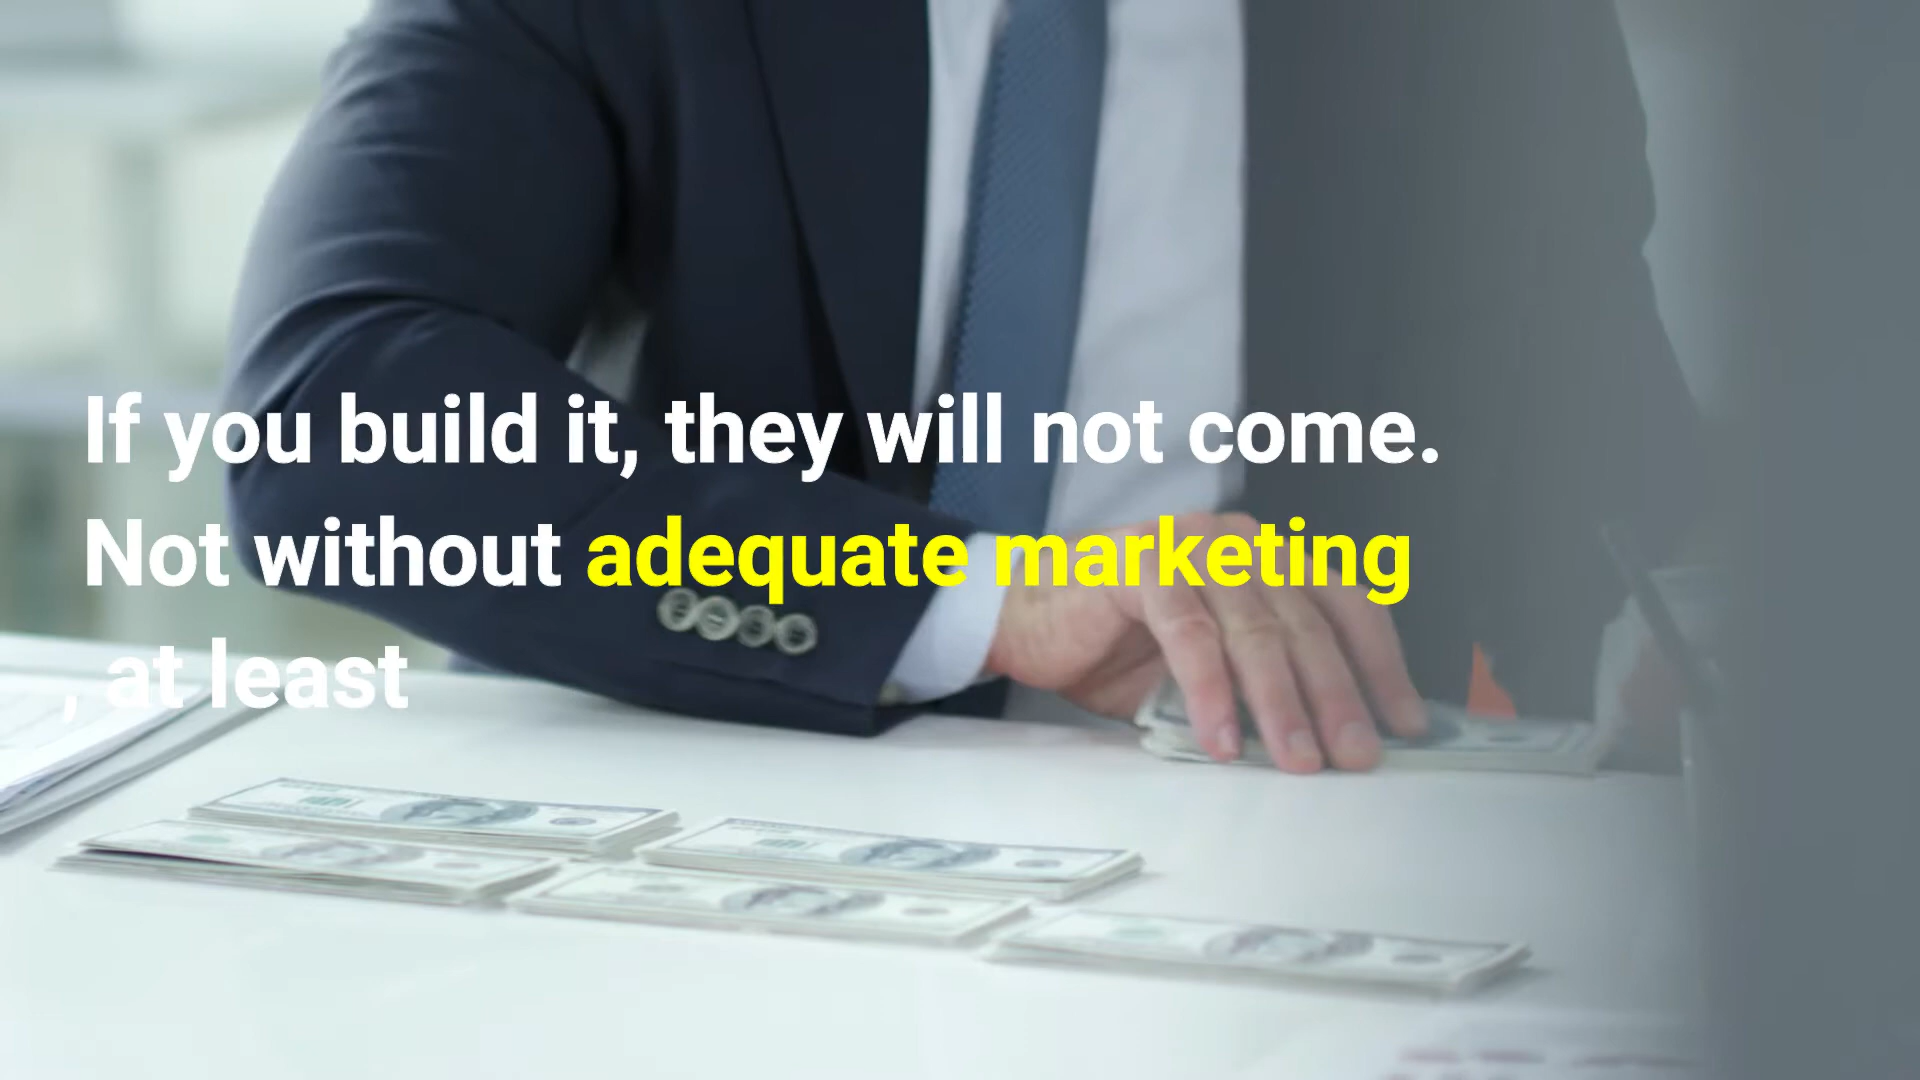 If you build it, they will not come.
Not without adequate marketing
, at least